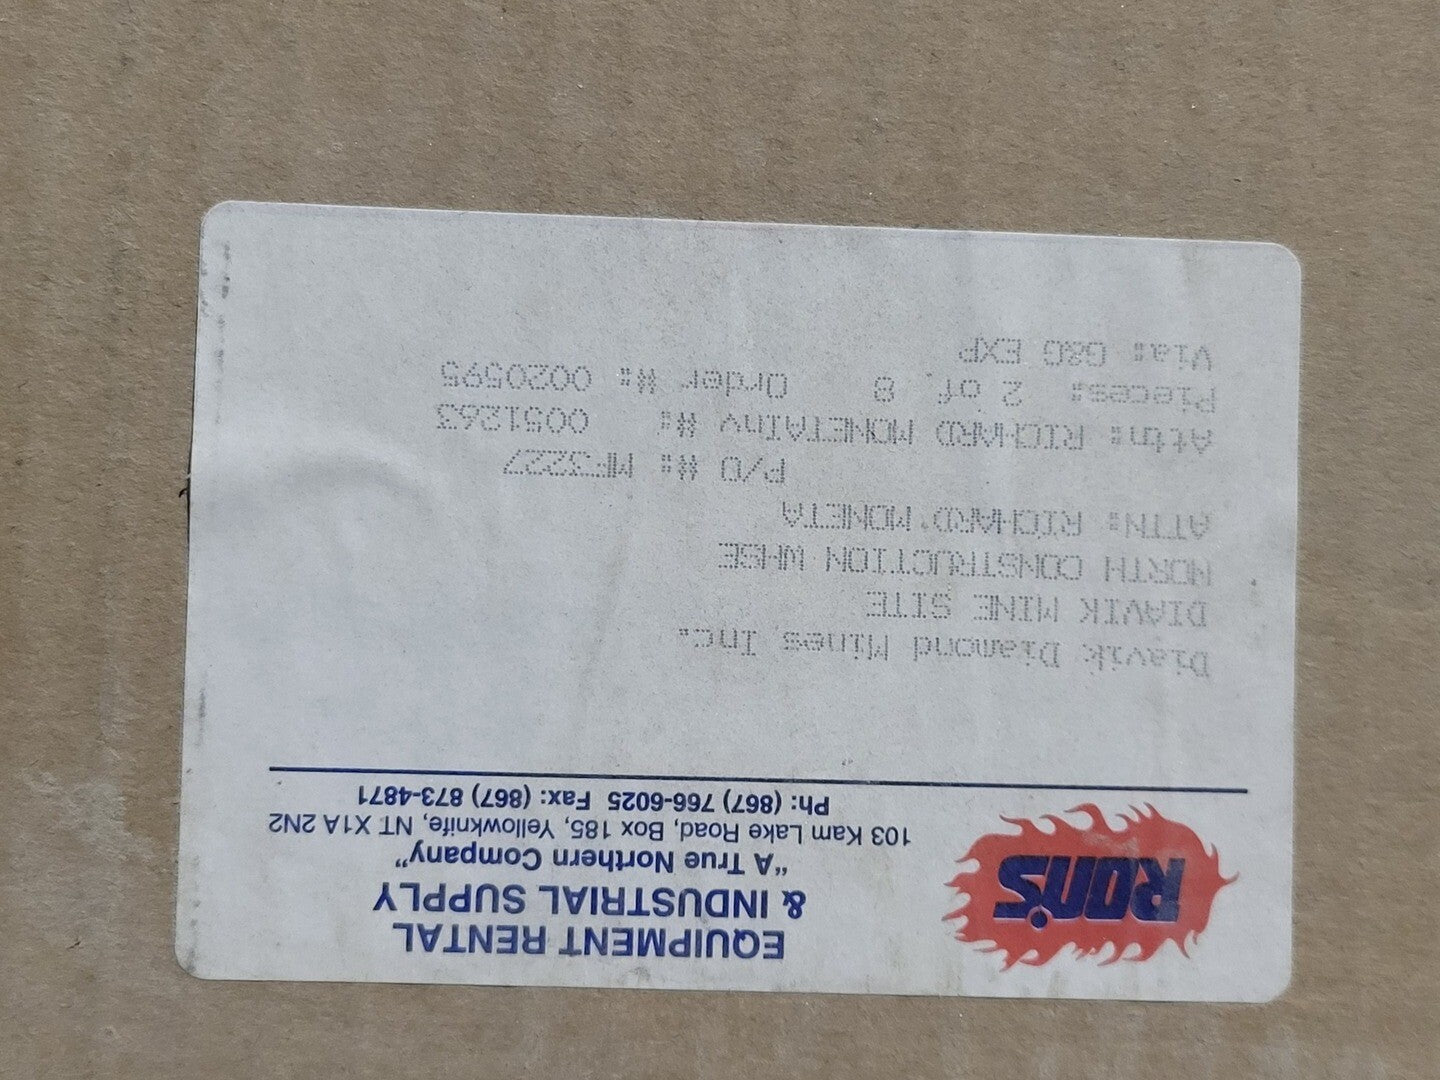 RON'S
EQUIPMENT RENTAL
& INDUSTRIAL SUPPLY
"A True Northern Company"
103 Kam Lake Road, Box 185, Yellowknife, NT X1A 2N2
Ph: (867) 766-6025 Fax: (867) 873-4871
Diavik Diamond Mines Inc.
DIAVIK MINE SITE
NORTH CONSTRUCTION WHSE
ATTN: RICHARD MONETA
P/O #: MF3227
Attn: RICHARD MONETAInv #: 0051263
Pieces: 2 of 8 Order #: 0020595
Via: G&G EXP